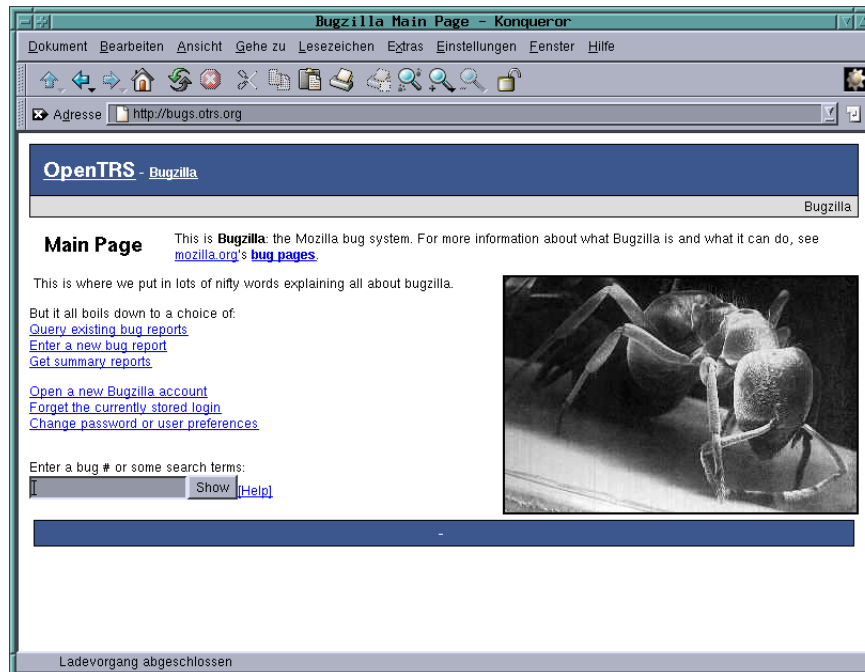 Bugzilla Main Page - Konqueror
Dokument Bearbeiten Ansicht Gehe zu Lesezeichen Extras Einstellungen Fenster Hilfe
Adresse http://bugs.otrs.org
OpenTRS - Bugzilla
Bugzilla
Main Page
This is Bugzilla: the Mozilla bug system. For more information about what Bugzilla is and what it can do, see
mozilla.org's bug pages.
This is where we put in lots of nifty words explaining all about bugzilla.
But it all boils down to a choice of:
Query existing bug reports
Enter a new bug report
Get summary reports
Open a new Bugzilla account
Forget the currently stored login
Change password or user preferences
Enter a bug # or some search terms:
Show [Help]
-
Ladevorgang abgeschlossen